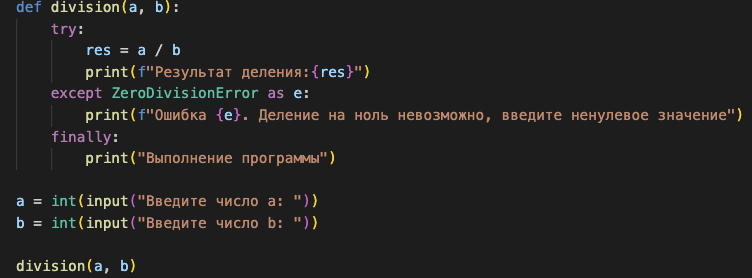 def division(a, b):
    try:
        res = a / b
        print(f"Результат деления:{res}")
    except ZeroDivisionError as e:
        print(f"Ошибка {e}. Деление на ноль невозможно, введите ненулевое значение")
    finally:
        print("Выполнение программы")

a = int(input("Введите число a: "))
b = int(input("Введите число b: "))

division(a, b)